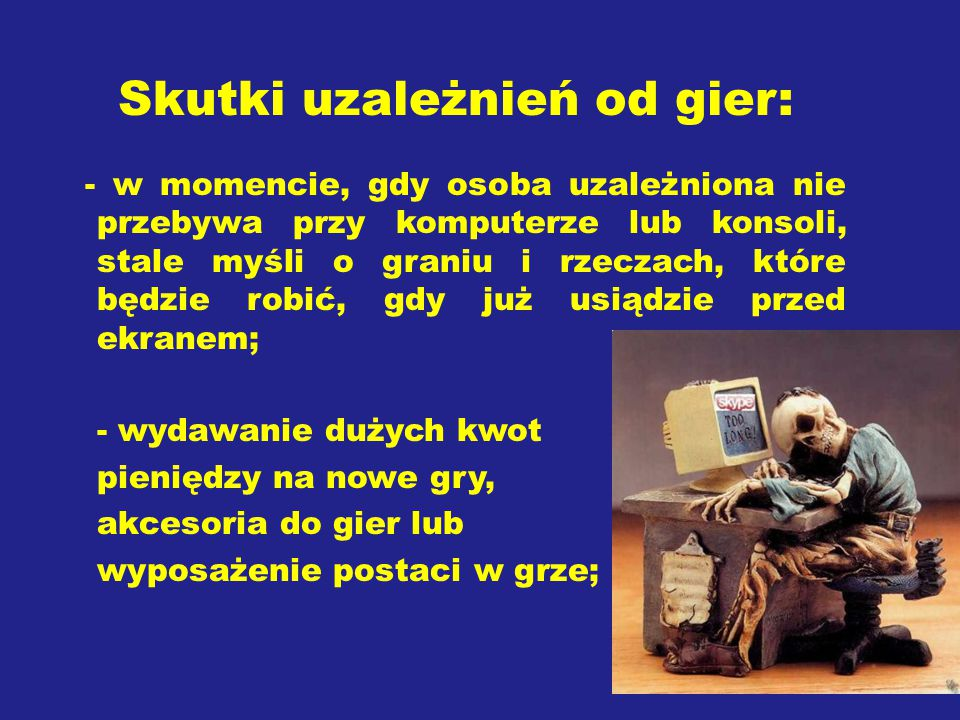 Skutki uzależnień od gier:
- w momencie, gdy osoba uzależniona nie
przebywa przy komputerze lub konsoli,
stale myśli o graniu i rzeczach, które
będzie robić, gdy już usiądzie przed
ekranem;
- wydawanie dużych kwot
pieniędzy na nowe gry,
akcesoria do gier lub
wyposażenie postaci w grze;
skype
TOO
LONG!